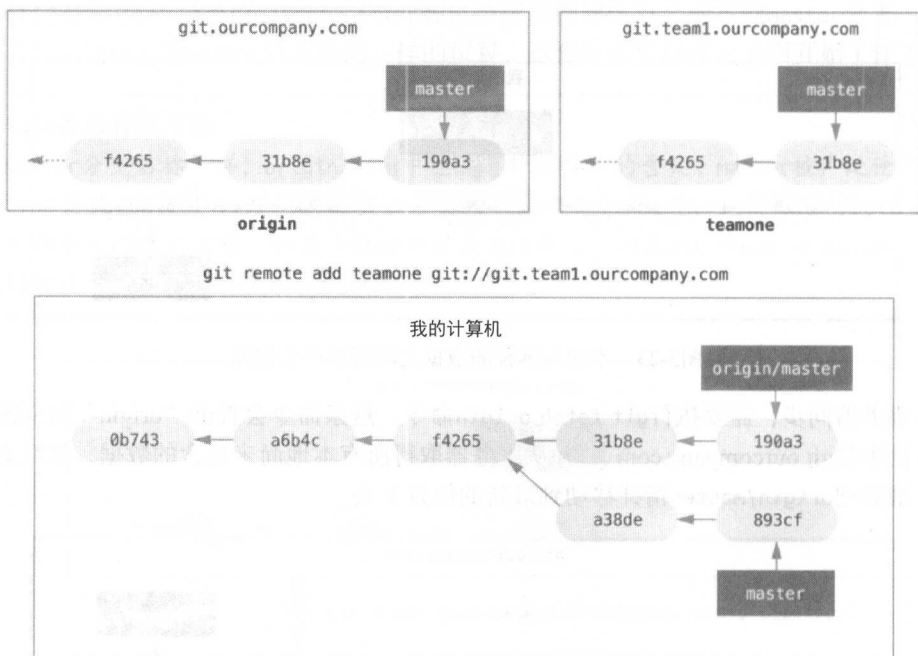 git.ourcompany.com
master
f4265
31b8e
190a3
origin
git.team1.ourcompany.com
master
f4265
31b8e
teamone
git remote add teamone git://git.team1.ourcompany.com
我的计算机
origin/master
0b743
a6b4c
f4265
31b8e
190a3
a38de
893cf
master